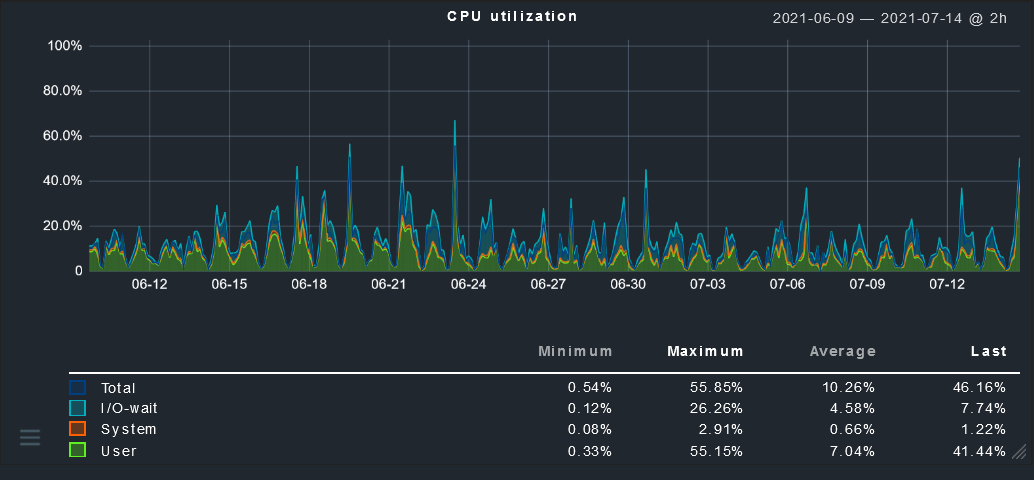 CPU utilization
2021-06-09 — 2021-07-14 @ 2h
100%
80.0%
60.0%
40.0%
20.0%
0
06-12 06-15 06-18 06-21 06-24 06-27 06-30 07-03 07-06 07-09 07-12
Minimum Maximum Average Last
Total 0.54% 55.85% 10.26% 46.16%
I/O-wait 0.12% 26.26% 4.58% 7.74%
System 0.08% 2.91% 0.66% 1.22%
User 0.33% 55.15% 7.04% 41.44%